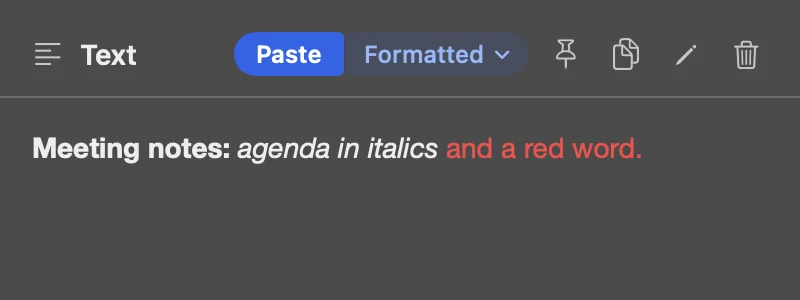 Text Paste Formatted
Meeting notes: agenda in italics and a red word.